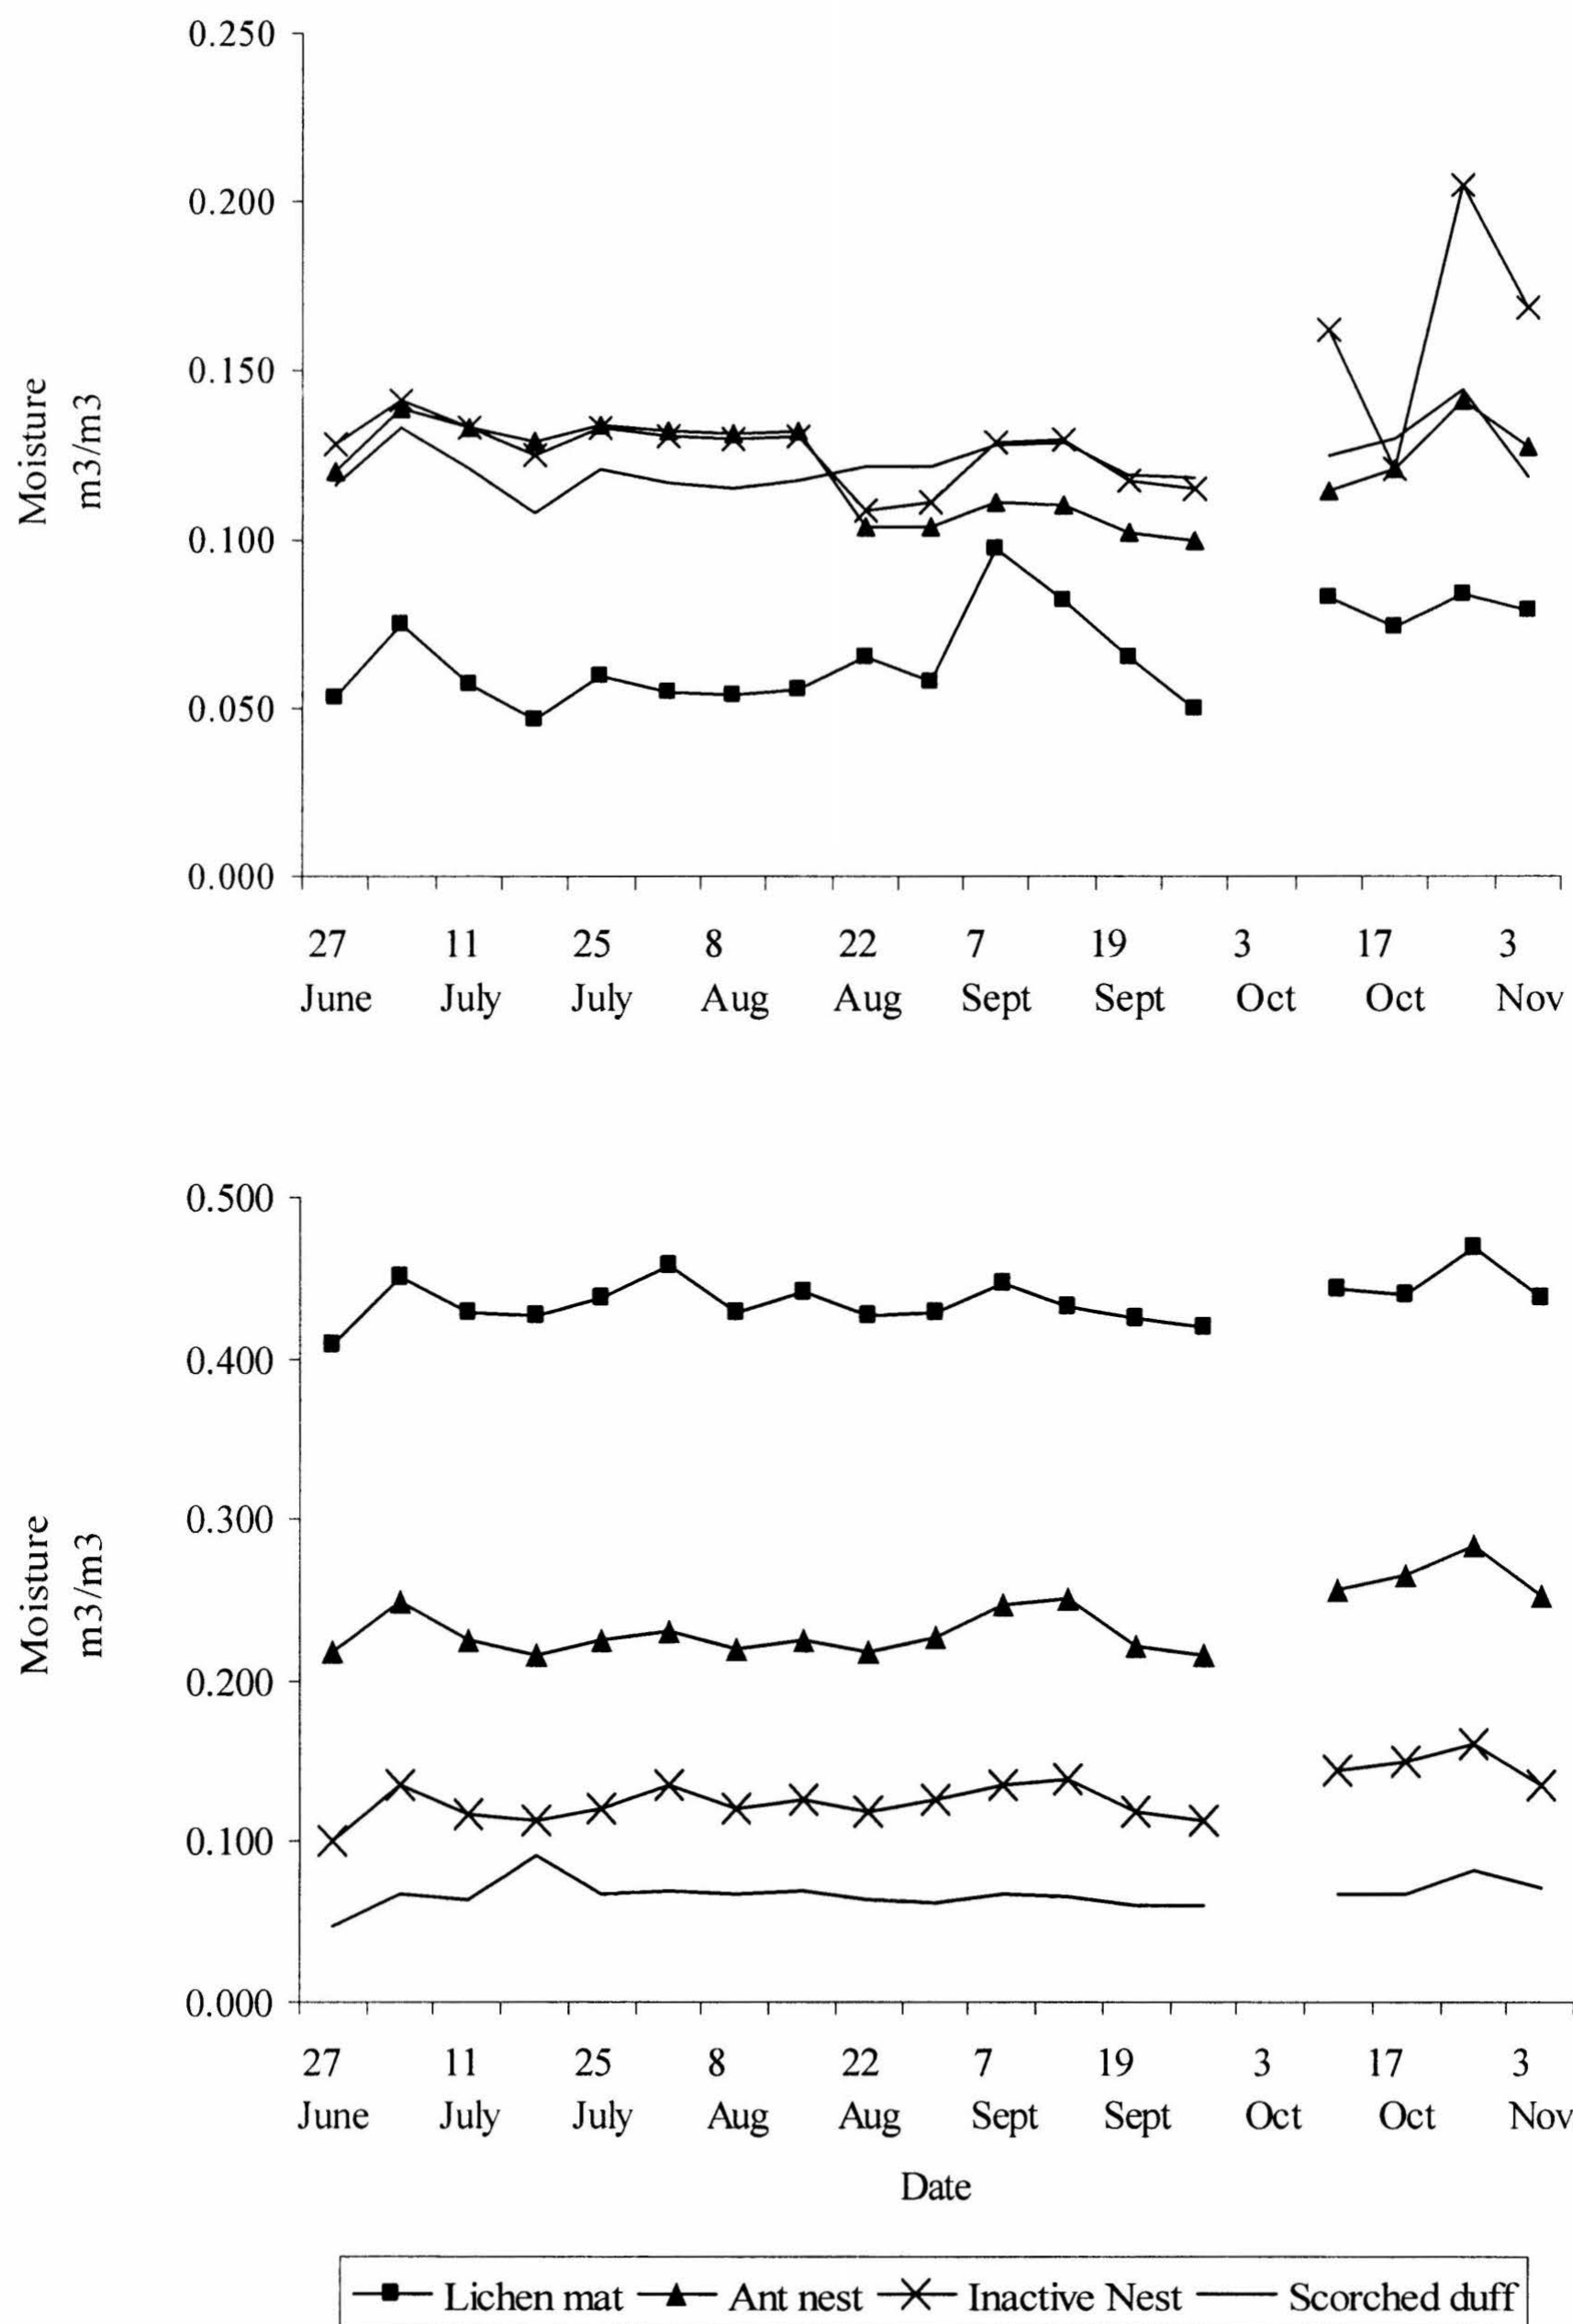 0.250
0.200
0.150
0.100
0.050
0.000
Moisture
m3/m3
27 11 25 8 22 7 19 3 17 3
June July July Aug Aug Sept Sept Oct Oct Nov
0.500
0.400
0.300
0.200
0.100
0.000
Moisture
m3/m3
27 11 25 8 22 7 19 3 17 3
June July July Aug Aug Sept Sept Oct Oct Nov
Date
Lichen mat Ant nest Inactive Nest Scorched duff